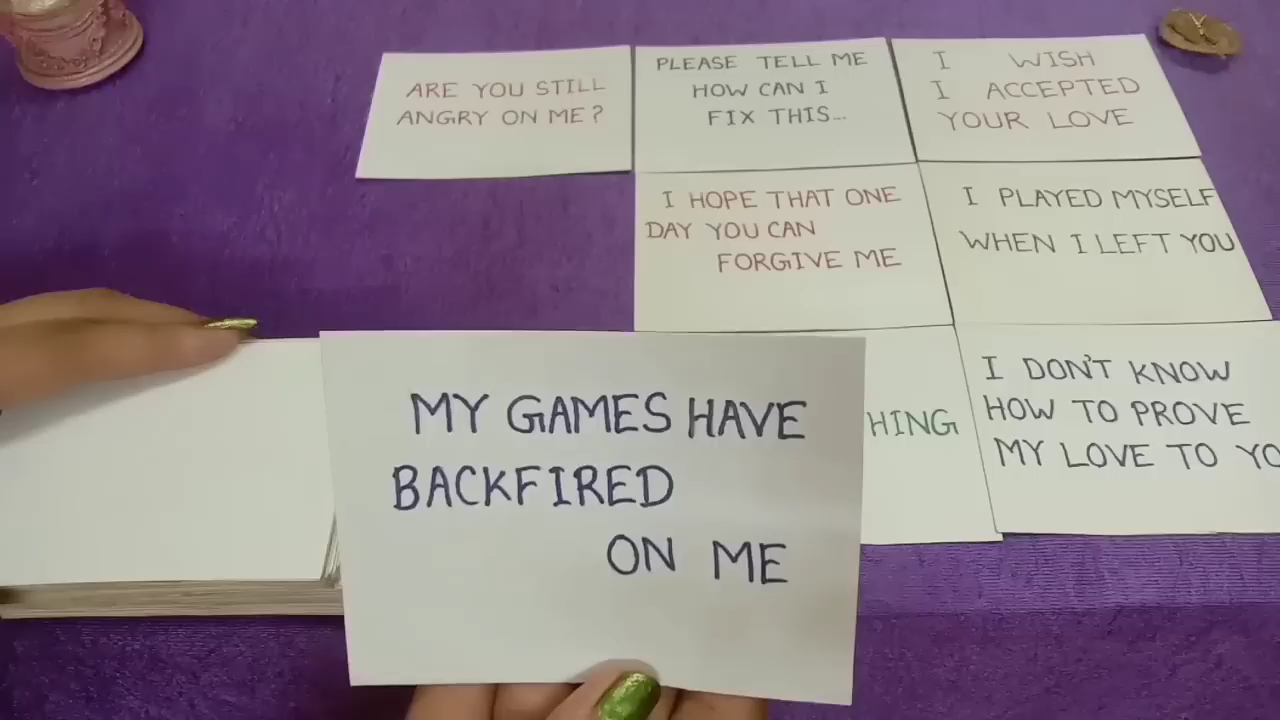 ARE YOU STILL
ANGRY ON ME?
PLEASE TELL ME
HOW CAN I
FIX THIS...
I WISH
I ACCEPTED
YOUR LOVE
I HOPE THAT ONE
DAY YOU CAN
FORGIVE ME
I PLAYED MYSELF
WHEN I LEFT YOU
MY GAMES HAVE
BACKFIRED
ON ME
HING
I DON'T KNOW
HOW TO PROVE
MY LOVE TO YO